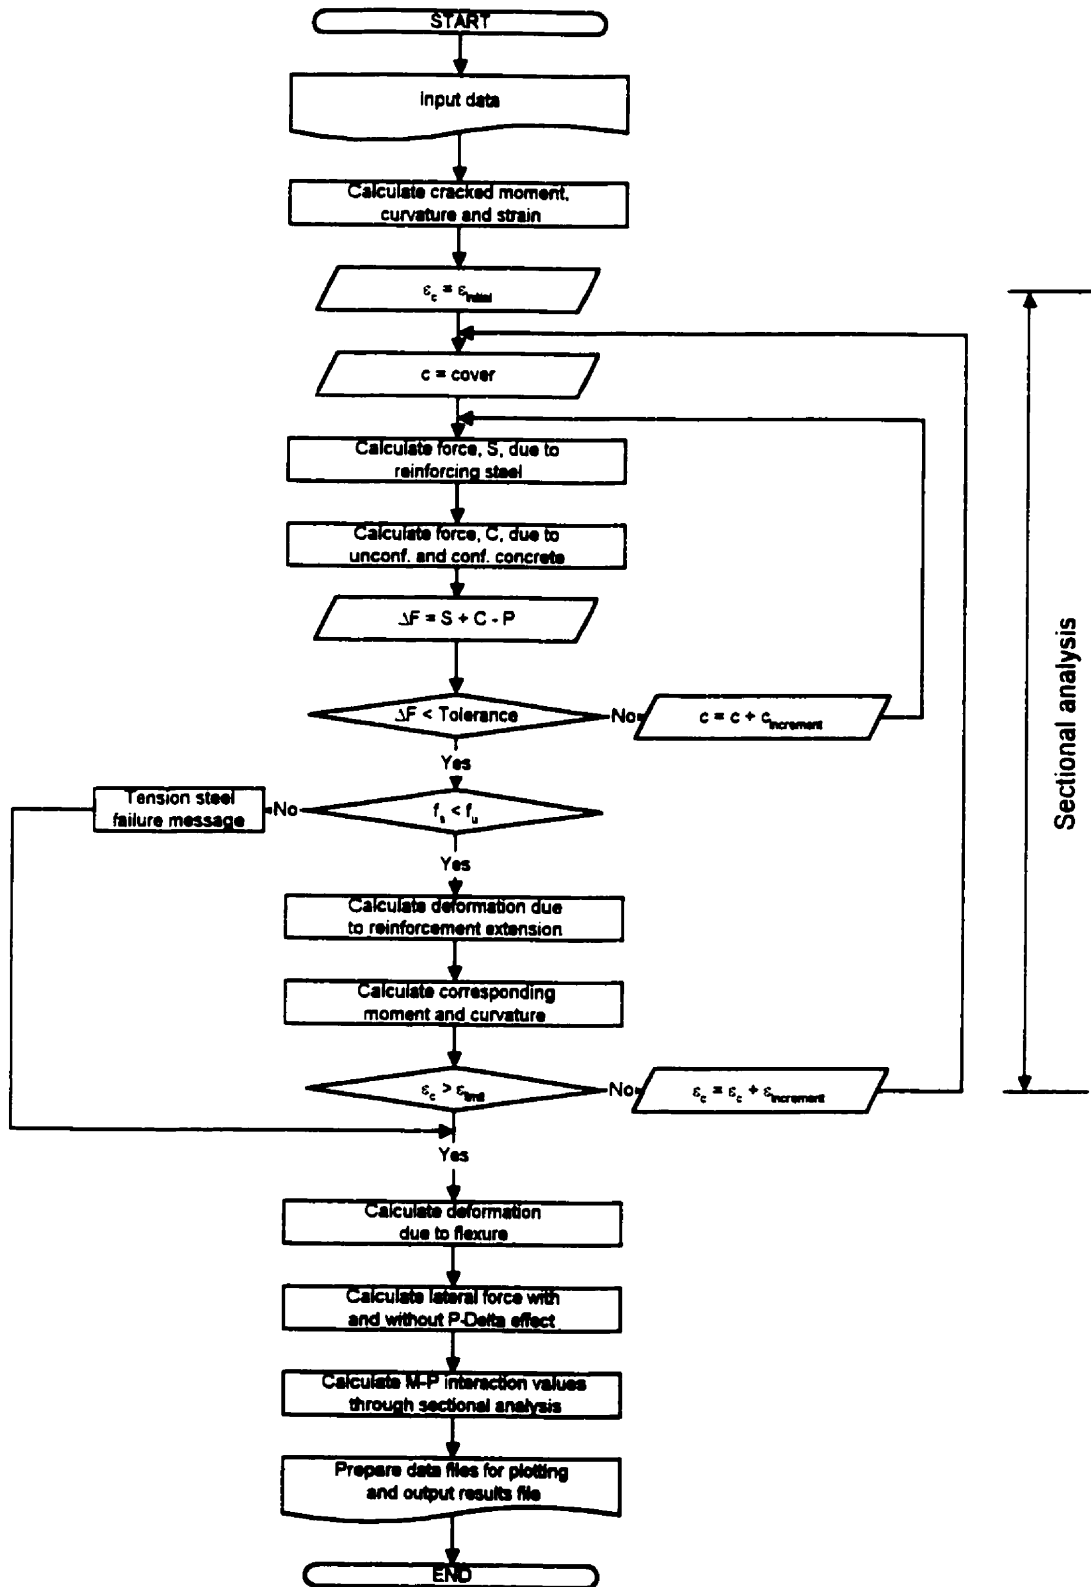 START
Input data
Calculate cracked moment,
curvature and strain
ε_c = ε_initial
c = cover
Calculate force, S, due to
reinforcing steel
Calculate force, C, due to
unconf. and conf. concrete
ΔF = S + C - P
ΔF < Tolerance
No
c = c + c_increment
Yes
f_s < f_u
No
Tension steel
failure message
Yes
Calculate deformation due
to reinforcement extension
Calculate corresponding
moment and curvature
ε_c > ε_limit
No
ε_c = ε_c + ε_increment
Yes
Calculate deformation
due to flexure
Calculate lateral force with
and without P-Delta effect
Calculate M-P interaction values
through sectional analysis
Prepare data files for plotting
and output results file
END
Sectional analysis